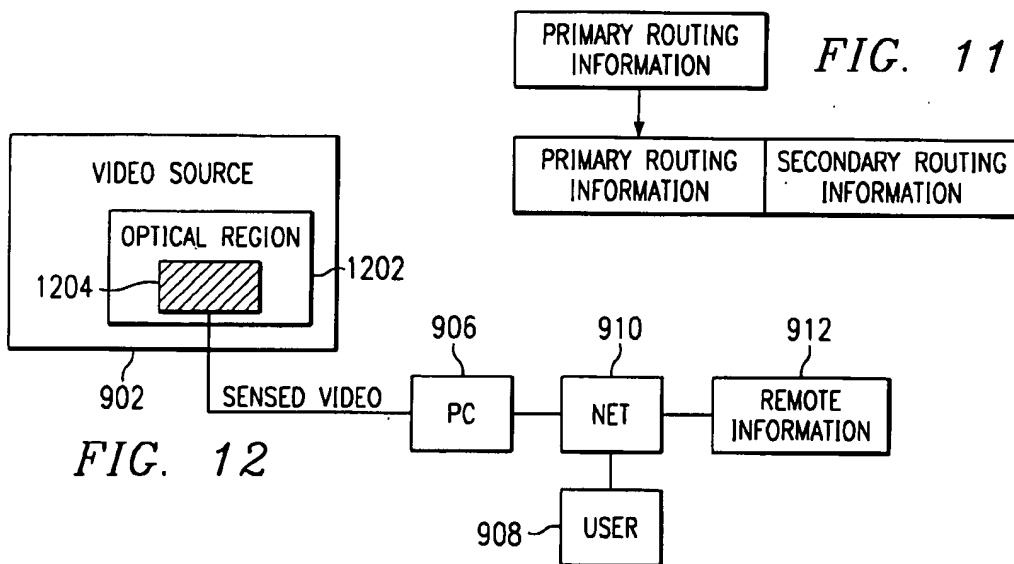 PRIMARY ROUTING
INFORMATION
FIG. 11
PRIMARY ROUTING
INFORMATION
SECONDARY ROUTING
INFORMATION
VIDEO SOURCE
OPTICAL REGION
1204
1202
902
SENSED VIDEO
906
PC
910
NET
912
REMOTE
INFORMATION
908
USER
FIG. 12